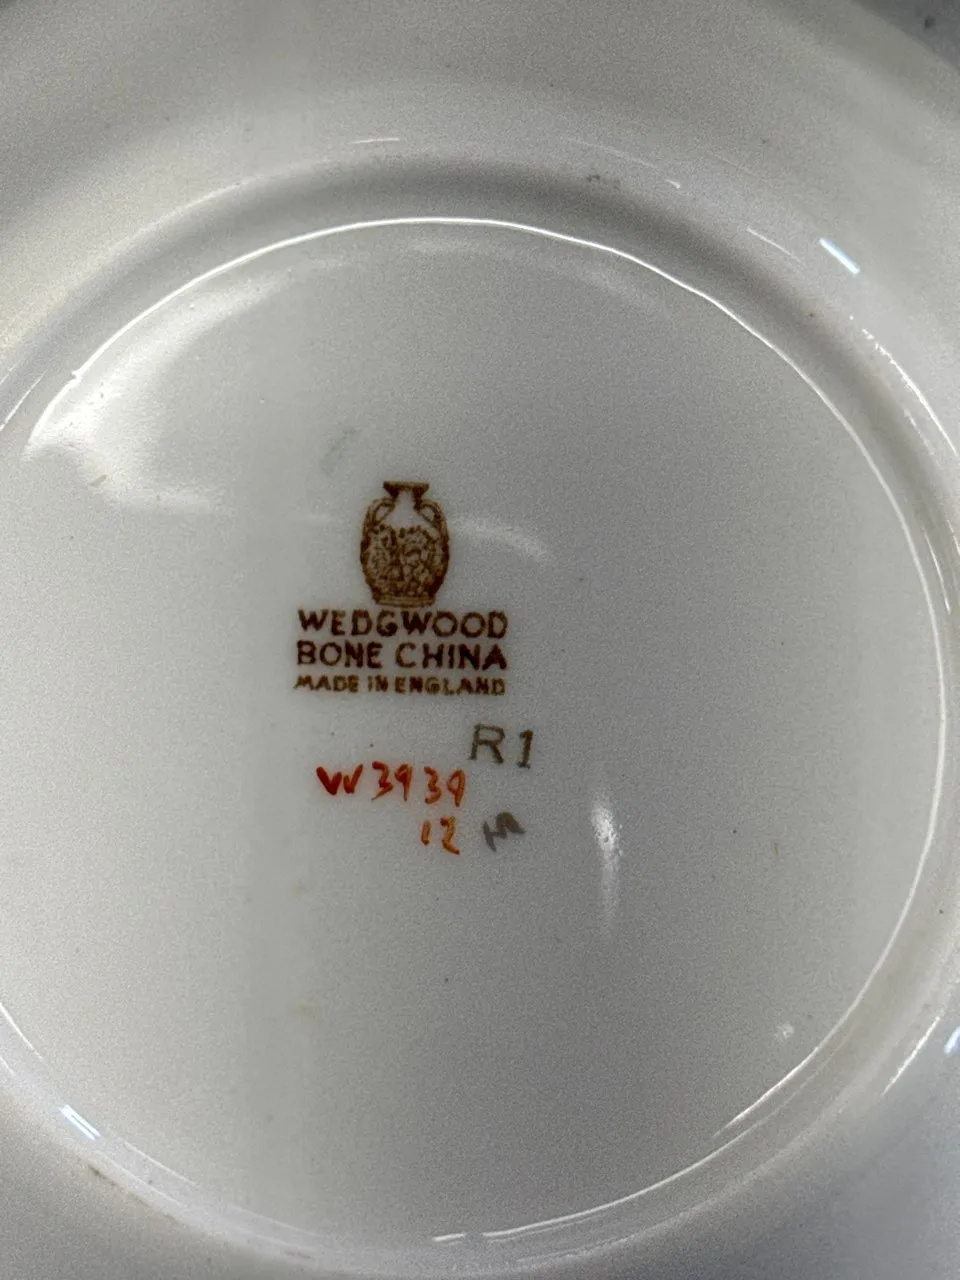 WEDGWOOD
BONE CHINA
MADE IN ENGLAND
R1
W3939
12